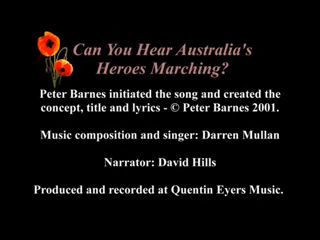 Can You Hear Australia's
Heroes Marching?
Peter Barnes initiated the song and created the
concept, title and lyrics - © Peter Barnes 2001.
Music composition and singer: Darren Mullan
Narrator: David Hills
Produced and recorded at Quentin Eyers Music.